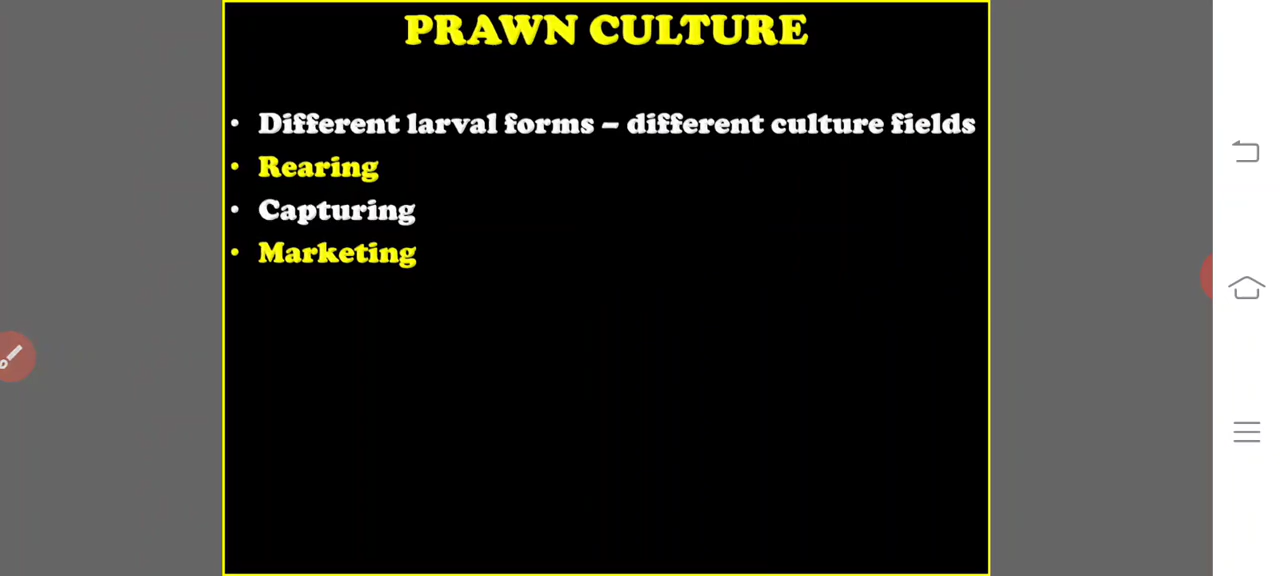 PRAWN CULTURE
• Different larval forms – different culture fields
• Rearing
• Capturing
• Marketing